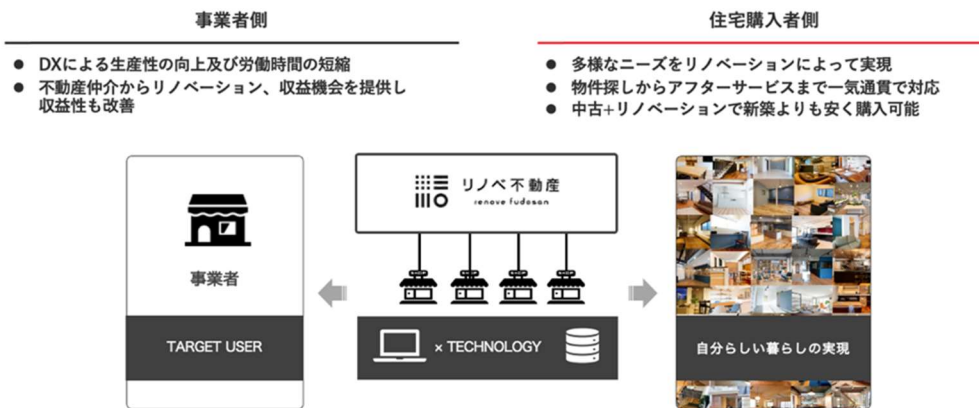 事業者側
● DXによる生産性の向上及び労働時間の短縮
● 不動産仲介からリノベーション、収益機会を提供し
収益性も改善
住宅購入者側
● 多様なニーズをリノベーションによって実現
● 物件探しからアフターサービスまで一気通貫で対応
● 中古+リノベーションで新築よりも安く購入可能
事業者
TARGET USER
リノベ不動産
renove fudosan
× TECHNOLOGY
自分らしい暮らしの実現